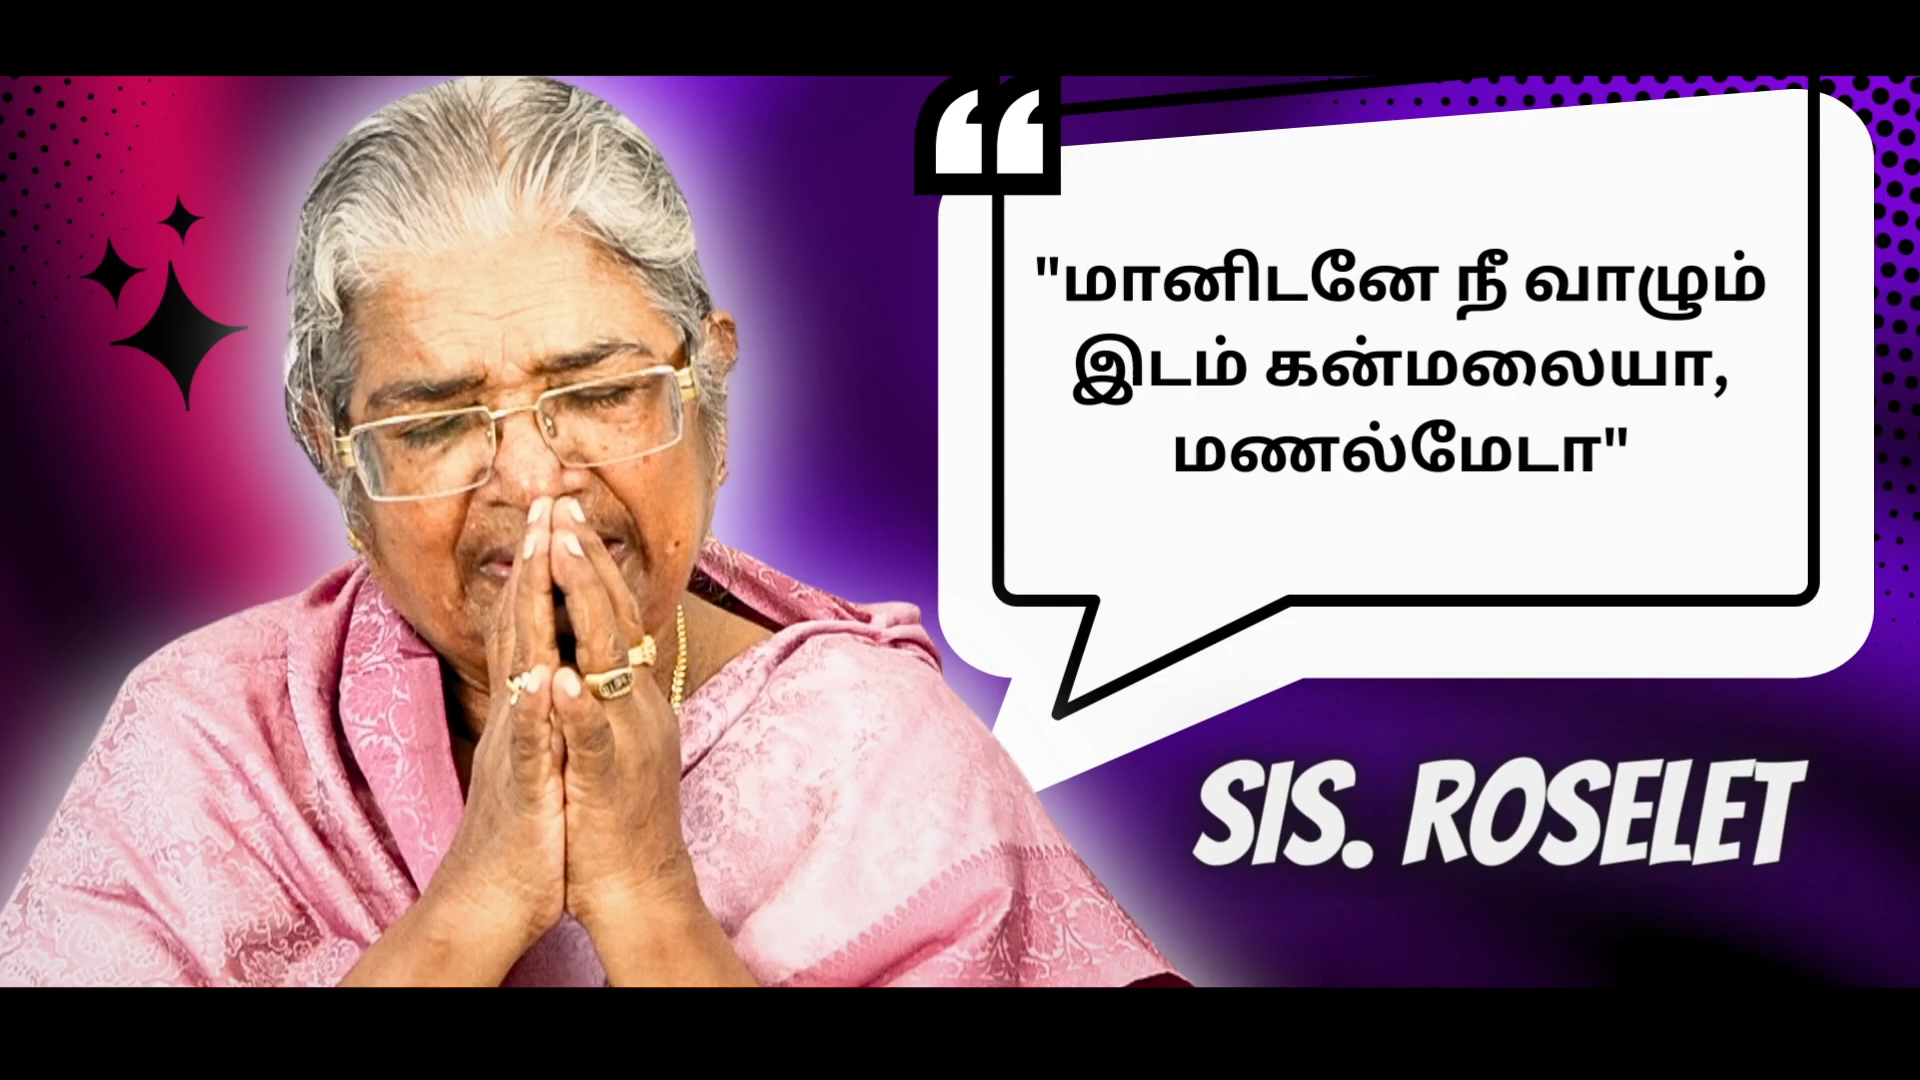 "மானிடனே நீ வாழும்
இடம் கன்மலையா,
மணல்மேடா"
SIS. ROSELET